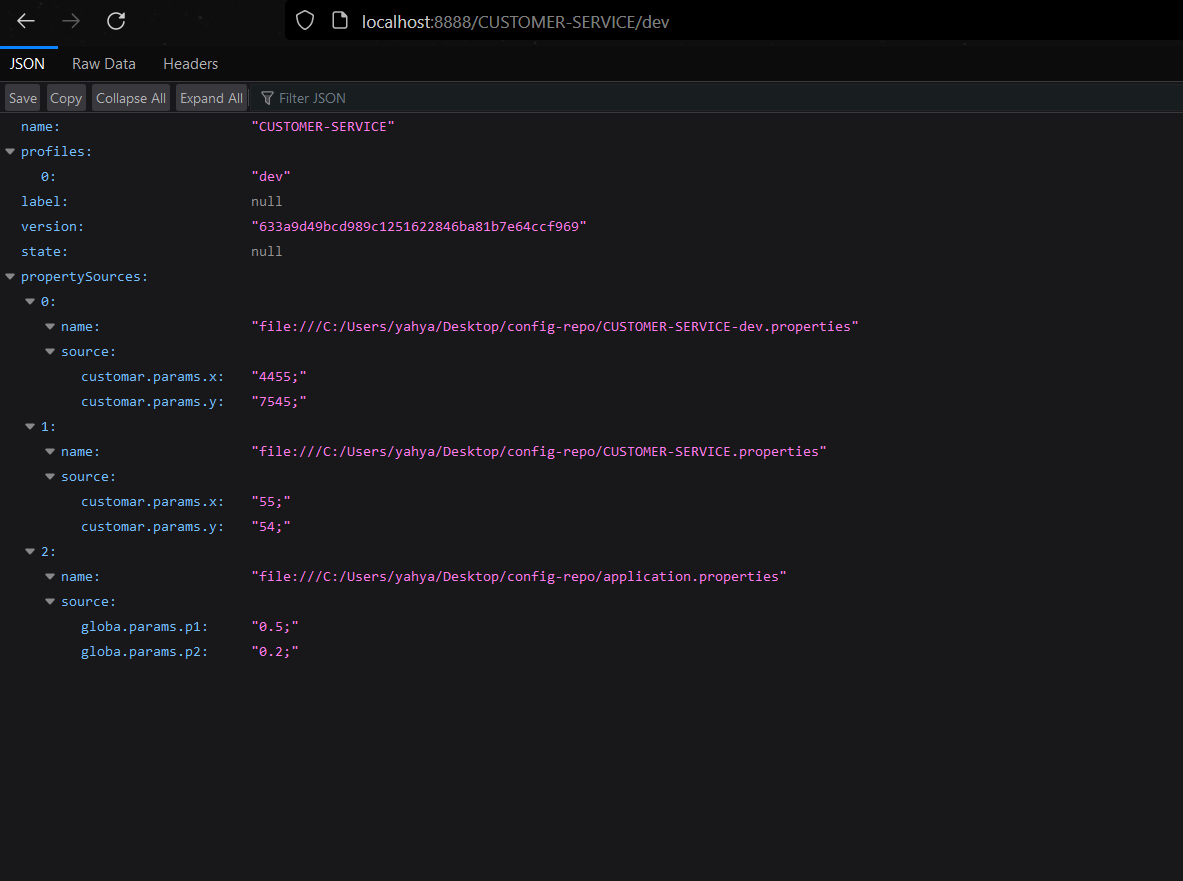 localhost:8888/CUSTOMER-SERVICE/dev
JSON Raw Data Headers
Save Copy Collapse All Expand All Filter JSON
name: "CUSTOMER-SERVICE"
profiles:
0: "dev"
label: null
version: "633a9d49bcd989c1251622846ba81b7e64ccf969"
state: null
propertySources:
0:
name: "file:///C:/Users/yahya/Desktop/config-repo/CUSTOMER-SERVICE-dev.properties"
source:
customar.params.x: "4455;"
customar.params.y: "7545;"
1:
name: "file:///C:/Users/yahya/Desktop/config-repo/CUSTOMER-SERVICE.properties"
source:
customar.params.x: "55;"
customar.params.y: "54;"
2:
name: "file:///C:/Users/yahya/Desktop/config-repo/application.properties"
source:
globa.params.p1: "0.5;"
globa.params.p2: "0.2;"